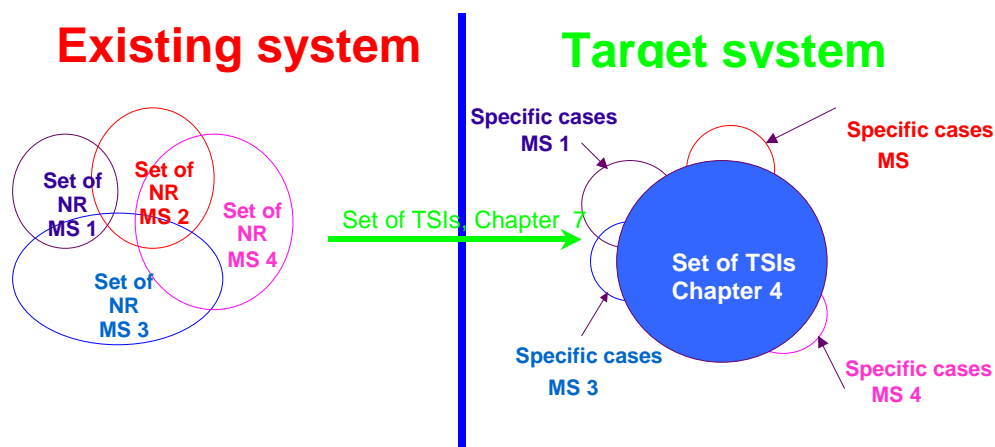 Existing system
Target system
Set of
NR
MS 1
Set of
NR
MS 2
Set of
NR
MS 4
Set of
NR
MS 3
Set of TSIs, Chapter 7
Specific cases
MS 1
Specific cases
MS
Set of TSIs
Chapter 4
Specific cases
MS 3
Specific cases
MS 4